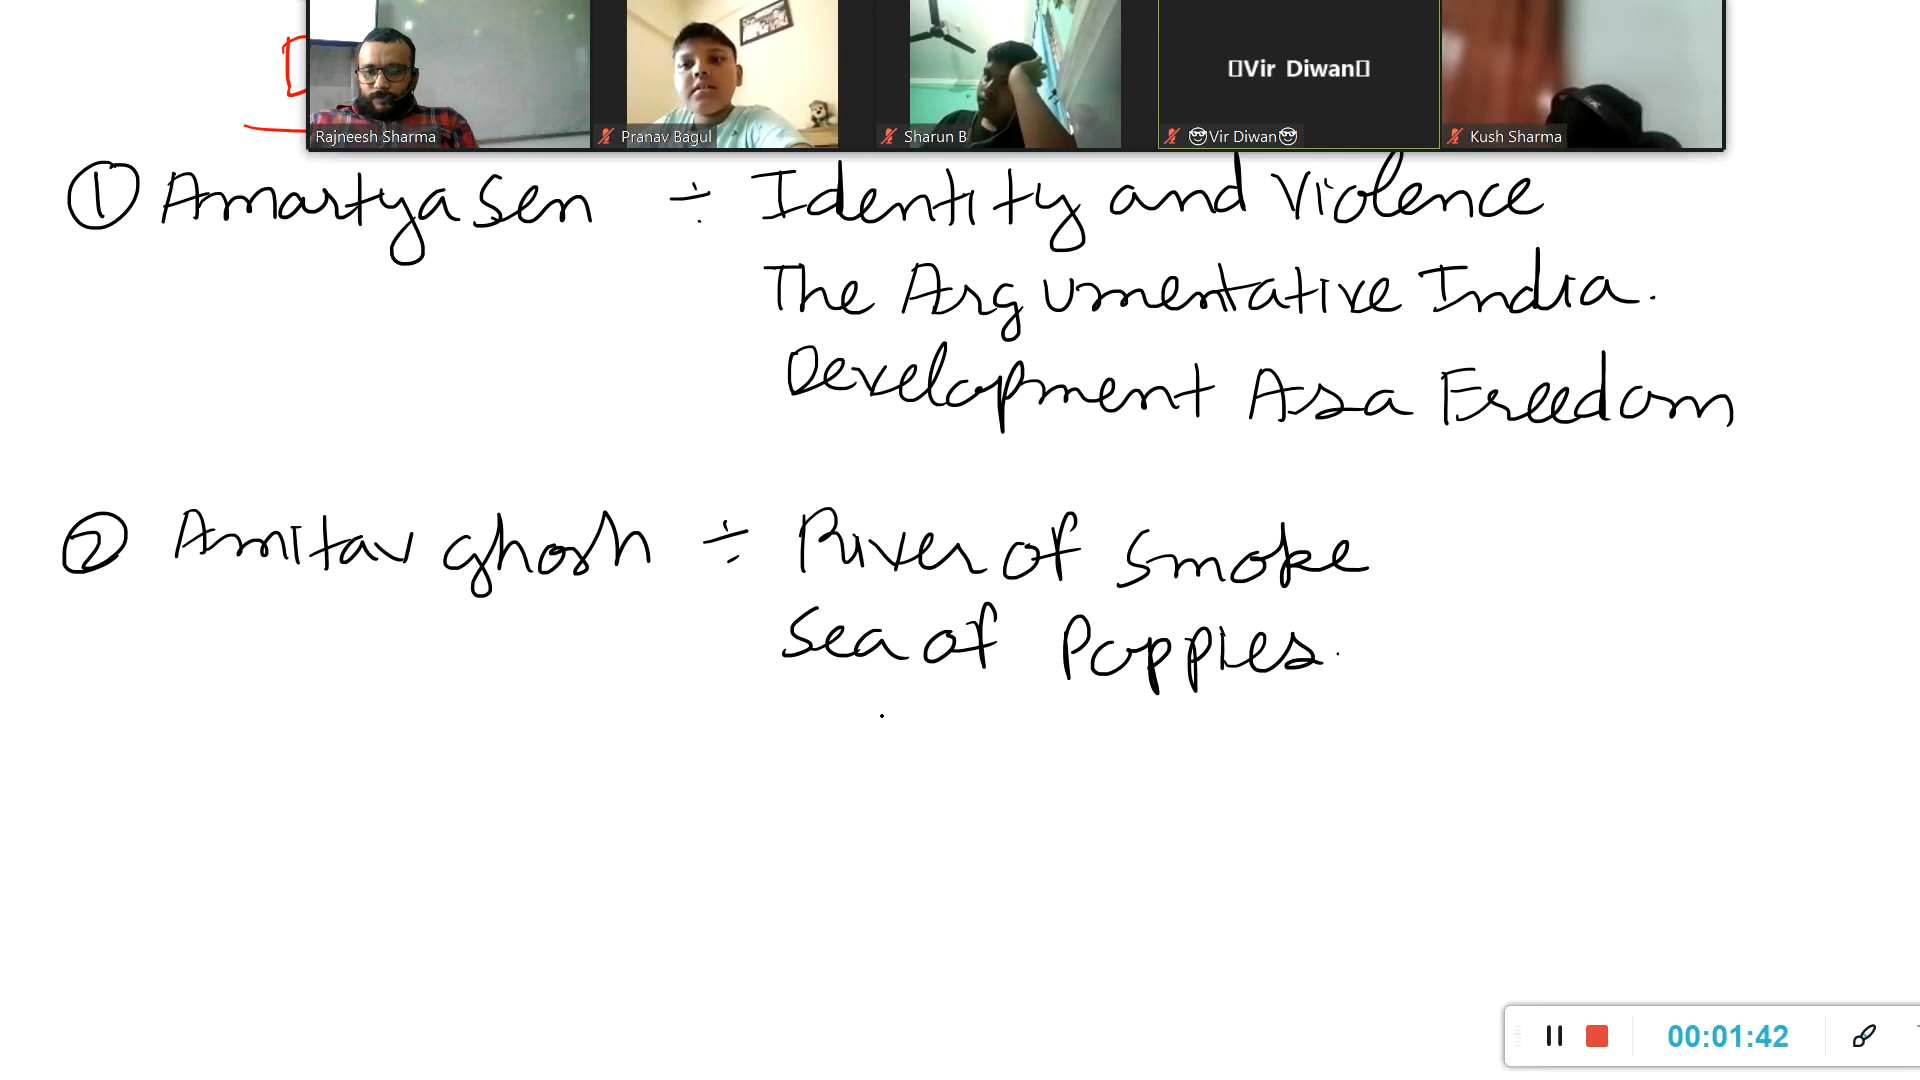 ▯Vir Diwan▯
Rajneesh Sharma
Pranav Bagul
Sharun B
😎Vir Diwan😎
Kush Sharma
① Amartya Sen ÷ Identity and Violence
The Argumentative India.
Development As a Freedom
② Amitav ghosh ÷ River of Smoke
Sea of Poppies.
00:01:42